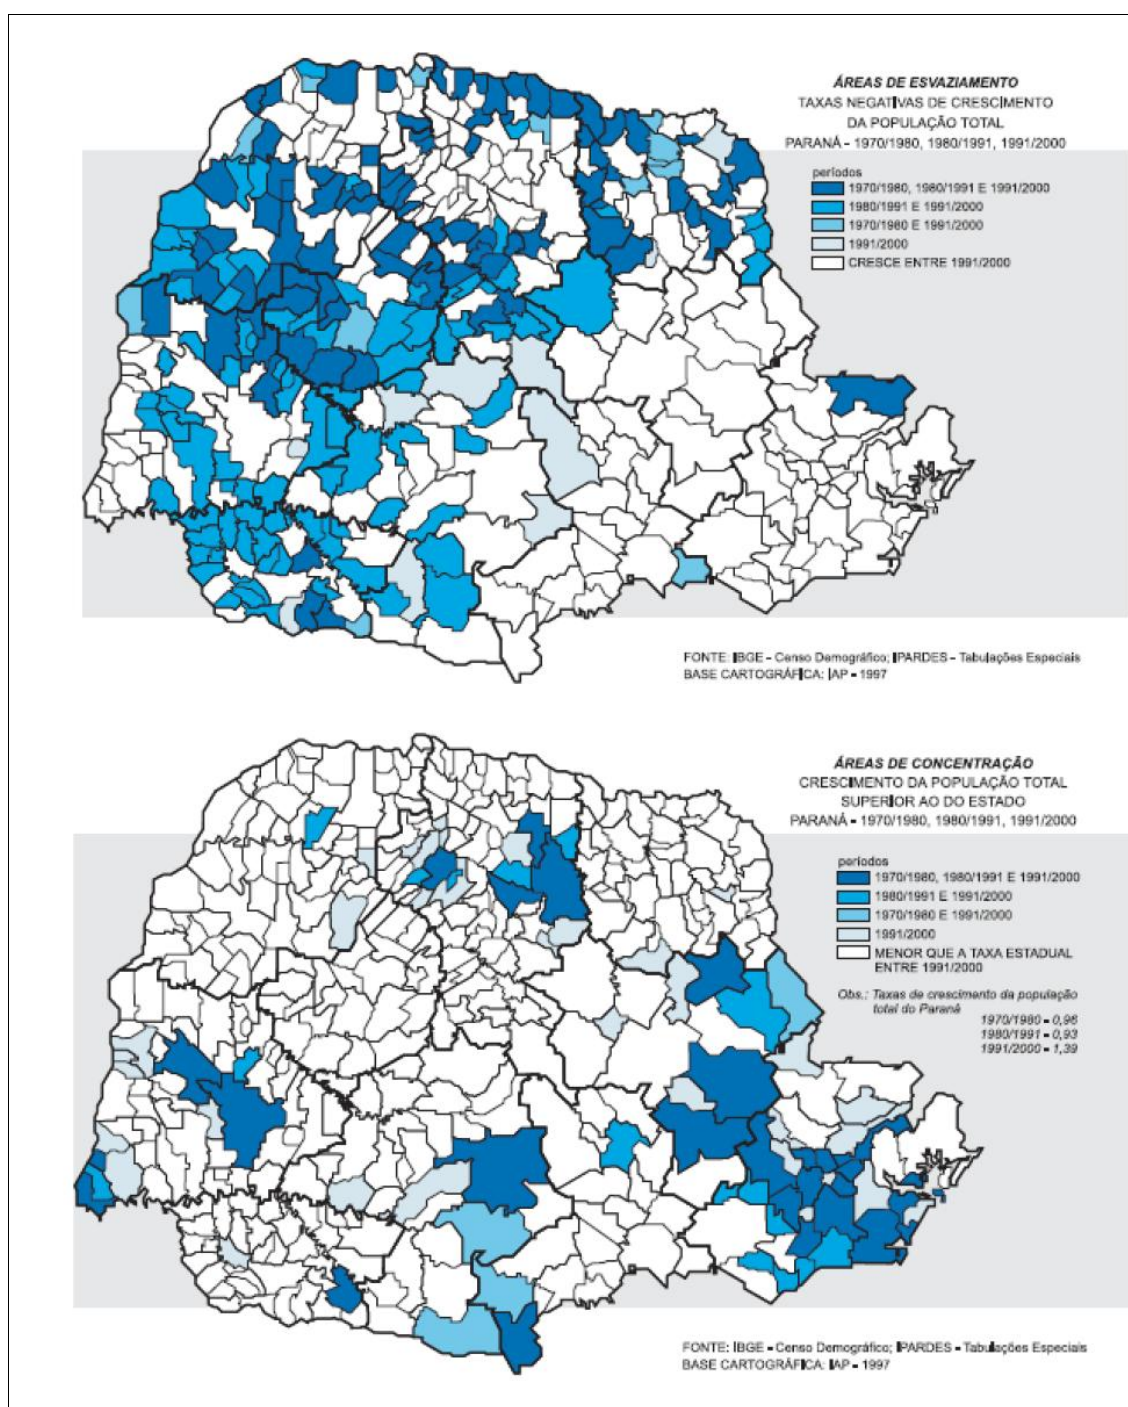 ÁREAS DE ESVAZIAMENTO
TAXAS NEGATIVAS DE CRESCIMENTO
DA POPULAÇÃO TOTAL
PARANÁ - 1970/1980, 1980/1991, 1991/2000
períodos
1970/1980, 1980/1991 E 1991/2000
1980/1991 E 1991/2000
1970/1980 E 1991/2000
1991/2000
CRESCE ENTRE 1991/2000
FONTE: IBGE - Censo Demográfico; IPARDES - Tabulações Especiais
BASE CARTOGRÁFICA: IAP - 1997
ÁREAS DE CONCENTRAÇÃO
CRESCIMENTO DA POPULAÇÃO TOTAL
SUPERIOR AO DO ESTADO
PARANÁ - 1970/1980, 1980/1991, 1991/2000
períodos
1970/1980, 1980/1991 E 1991/2000
1980/1991 E 1991/2000
1970/1980 E 1991/2000
1991/2000
MENOR QUE A TAXA ESTADUAL
ENTRE 1991/2000
Obs.: Taxas de crescimento da população
total do Paraná
1970/1980 - 0,96
1980/1991 - 0,93
1991/2000 - 1,39
FONTE: IBGE - Censo Demográfico; IPARDES - Tabulações Especiais
BASE CARTOGRÁFICA: IAP - 1997